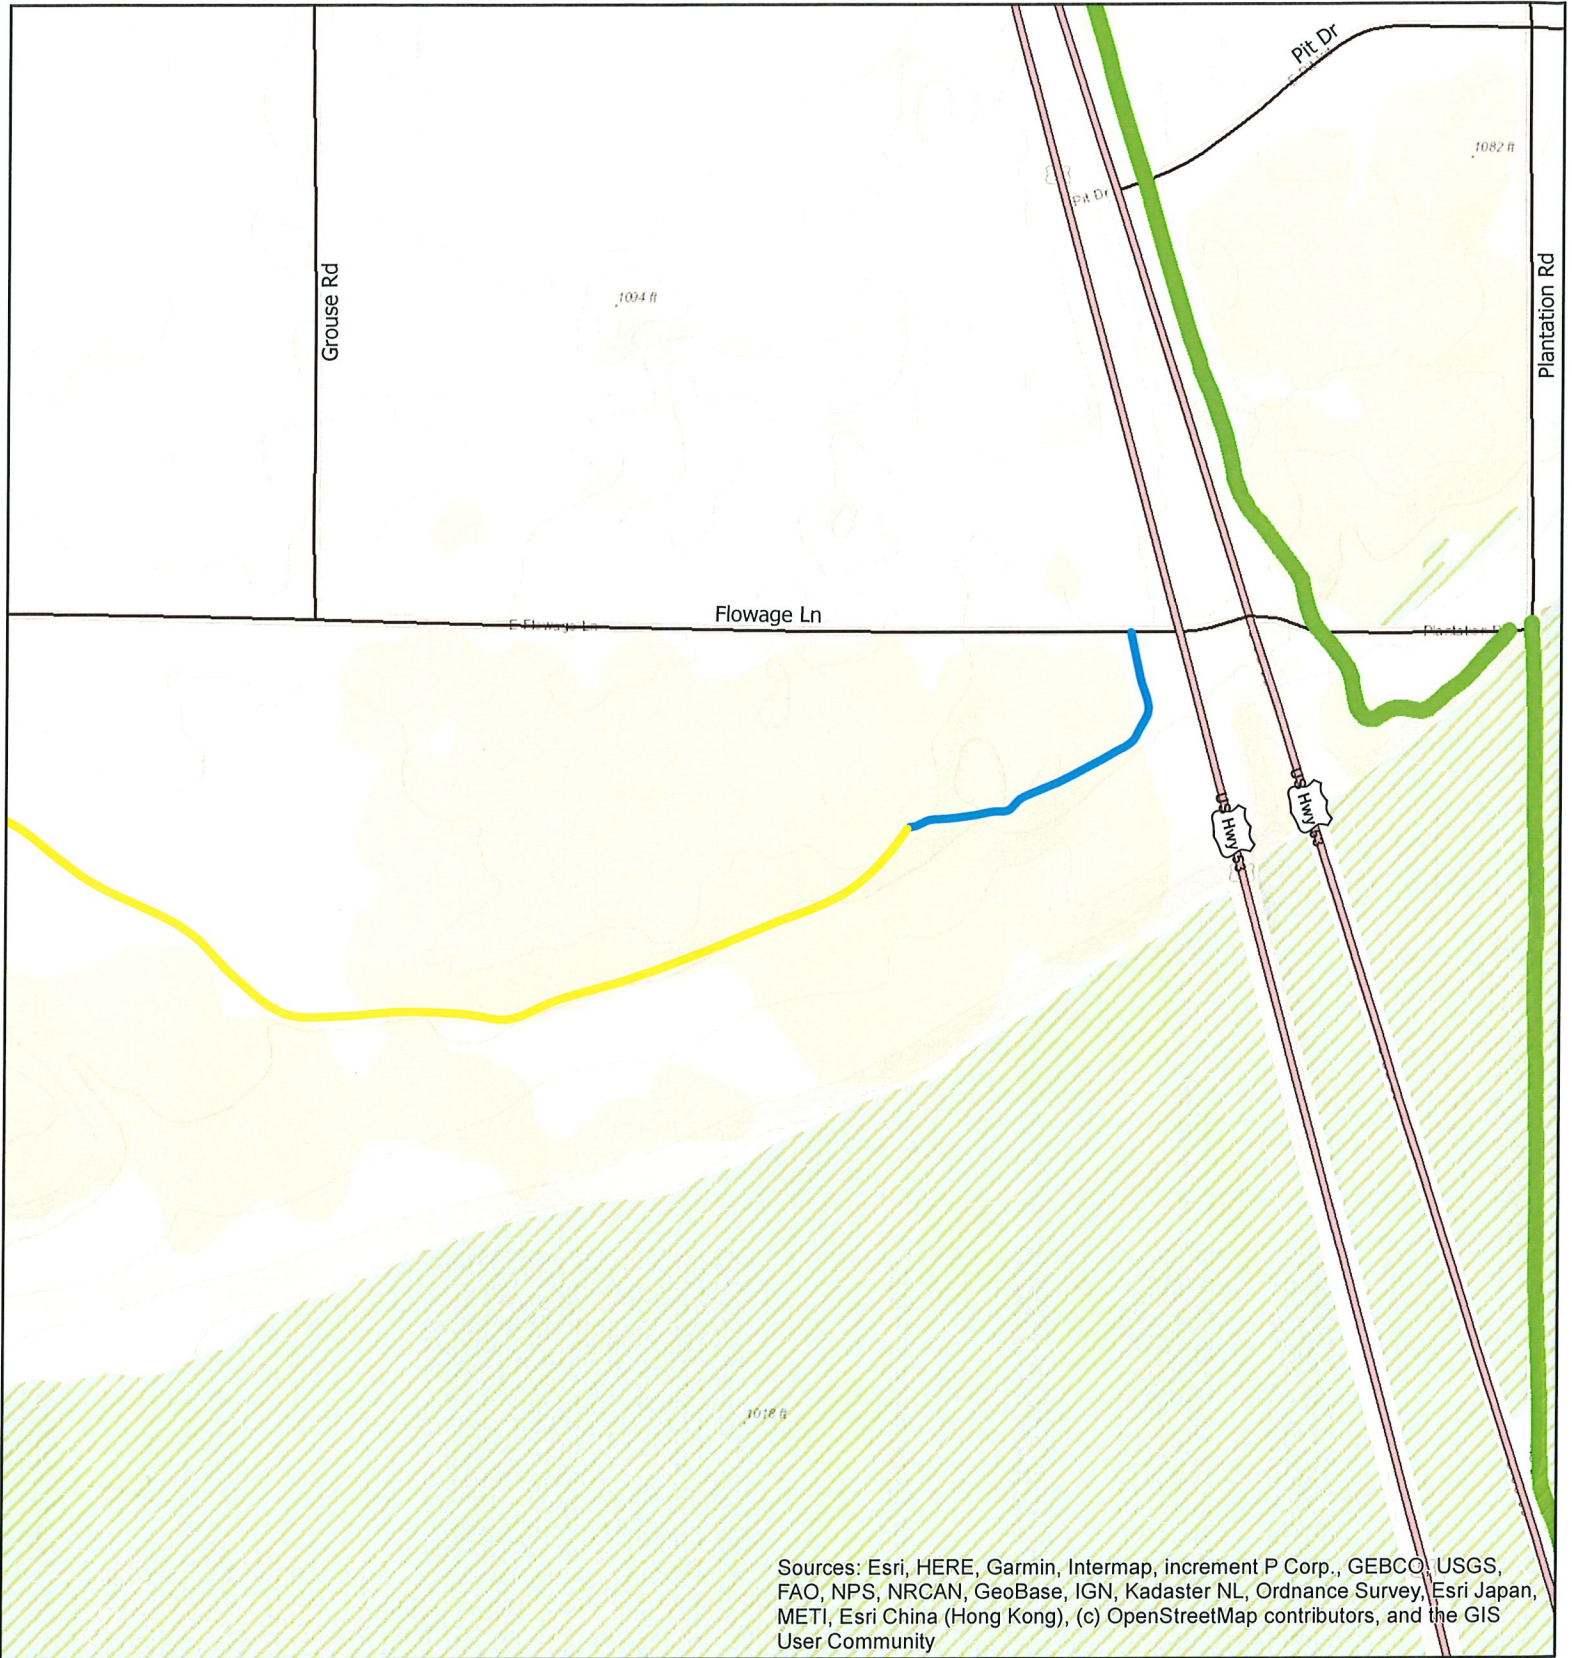 Pit Dr
1082 ft
Pit Dr
Plantation Rd
Grouse Rd
1094 ft
Flowage Ln
E Flowage Ln
US Hwy 53
US Hwy 53
1018 ft
Sources: Esri, HERE, Garmin, Intermap, increment P Corp., GEBCO, USGS,
FAO, NPS, NRCAN, GeoBase, IGN, Kadaster NL, Ordnance Survey, Esri Japan,
METI, Esri China (Hong Kong), (c) OpenStreetMap contributors, and the GIS
User Community